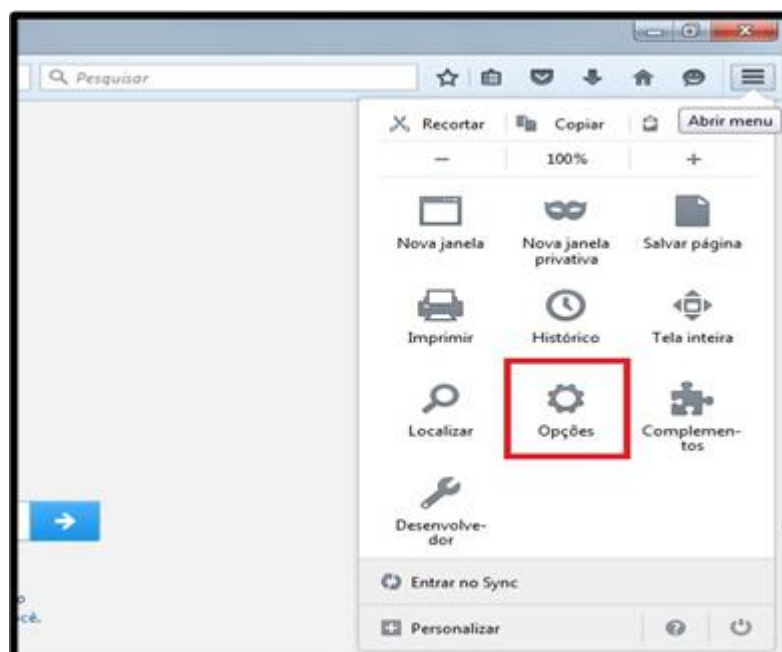 Pesquisar
Recortar
Copiar
Abrir menu
−
100%
+
Nova janela
Nova janela
privativa
Salvar página
Imprimir
Histórico
Tela inteira
Localizar
Opções
Complemen-
tos
Desenvolve-
dor
Entrar no Sync
Personalizar
o
ocê.